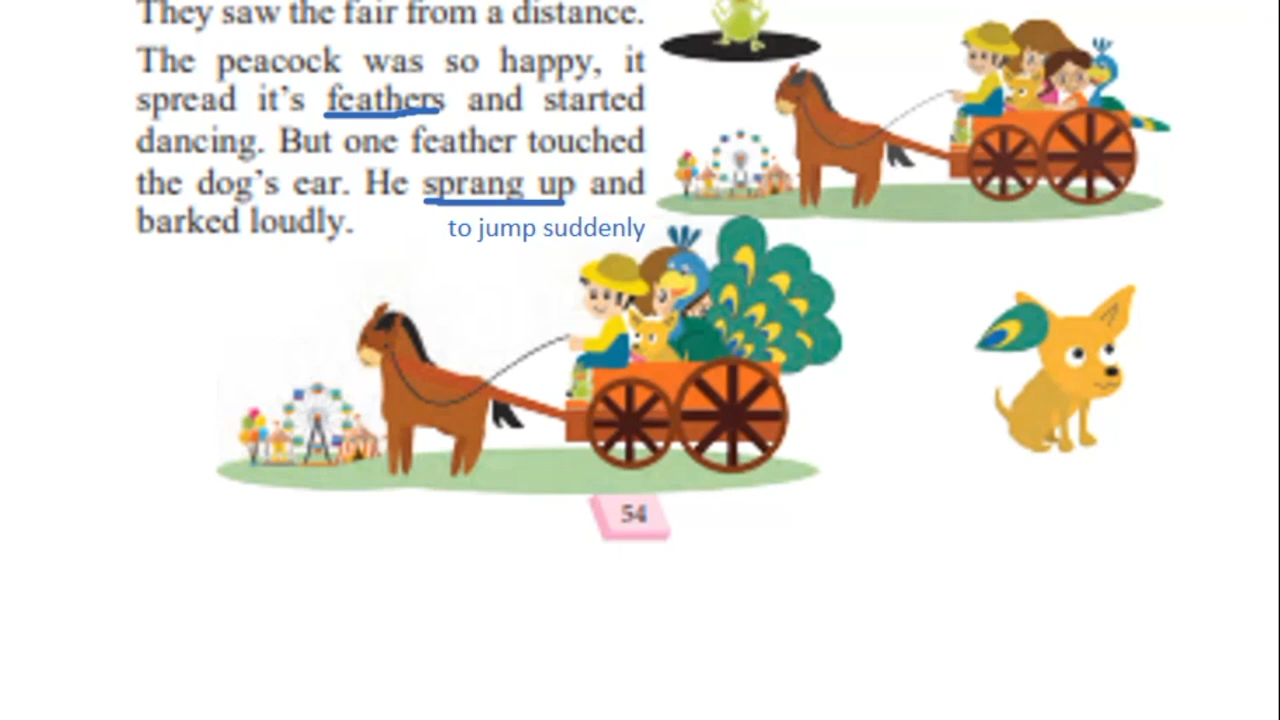 They saw the fair from a distance.
The peacock was so happy, it
spread it's feathers and started
dancing. But one feather touched
the dog's ear. He sprang up and
barked loudly.
to jump suddenly
54